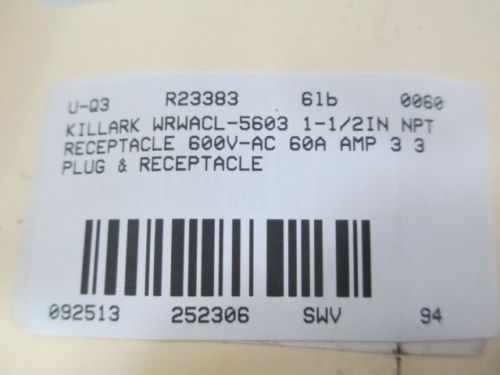 U-Q3 R23383 6lb 0060
KILLARK WRWACL-5603 1-1/2IN NPT
RECEPTACLE 600V-AC 60A AMP 3 3
PLUG & RECEPTACLE
092513 252306 SWV 94